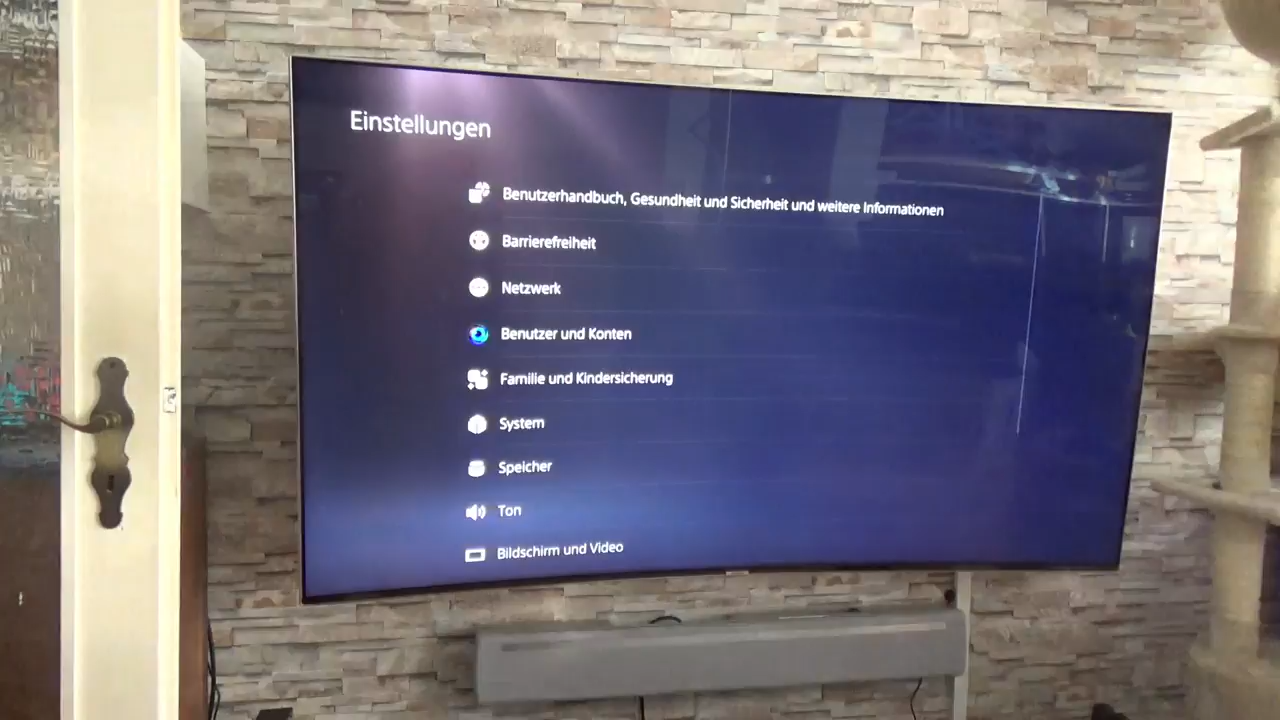 Einstellungen
Benutzerhandbuch, Gesundheit und Sicherheit und weitere Informationen
Barrierefreiheit
Netzwerk
Benutzer und Konten
Familie und Kindersicherung
System
Speicher
Ton
Bildschirm und Video